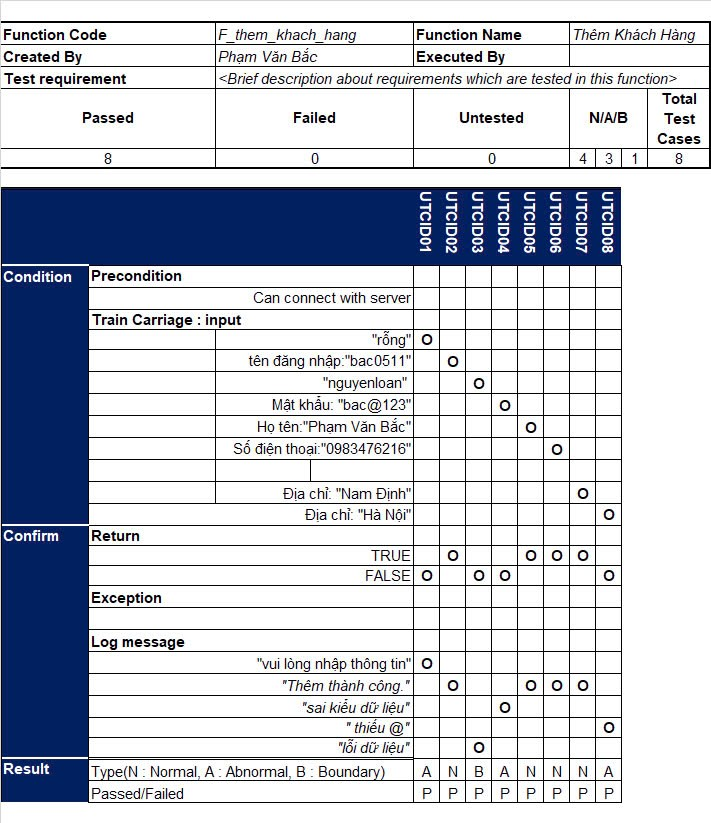 Function Code F_them_khach_hang Function Name Thêm Khách Hàng
Created By Phạm Văn Bắc Executed By
Test requirement <Brief description about requirements which are tested in this function>
Passed Failed Untested N/A/B Total Test Cases
8 0 0 4 3 1 8
UTCID01 UTCID02 UTCID03 UTCID04 UTCID05 UTCID06 UTCID07 UTCID08
Condition Precondition
Can connect with server
Train Carriage : input
"rỗng" O
tên đăng nhập:"bac0511" O
"nguyenloan" O
Mật khẩu: "bac@123" O
Họ tên:"Phạm Văn Bắc" O
Số điện thoại:"0983476216" O
Địa chỉ: "Nam Định" O
Địa chỉ: "Hà Nội" O
Confirm Return
TRUE O O O O
FALSE O O O O
Exception
Log message
"vui lòng nhập thông tin" O
"Thêm thành công." O O O O
"sai kiểu dữ liệu" O
" thiếu @" O
"lỗi dữ liệu" O
Result Type(N : Normal, A : Abnormal, B : Boundary) A N B A N N N A
Passed/Failed P P P P P P P P